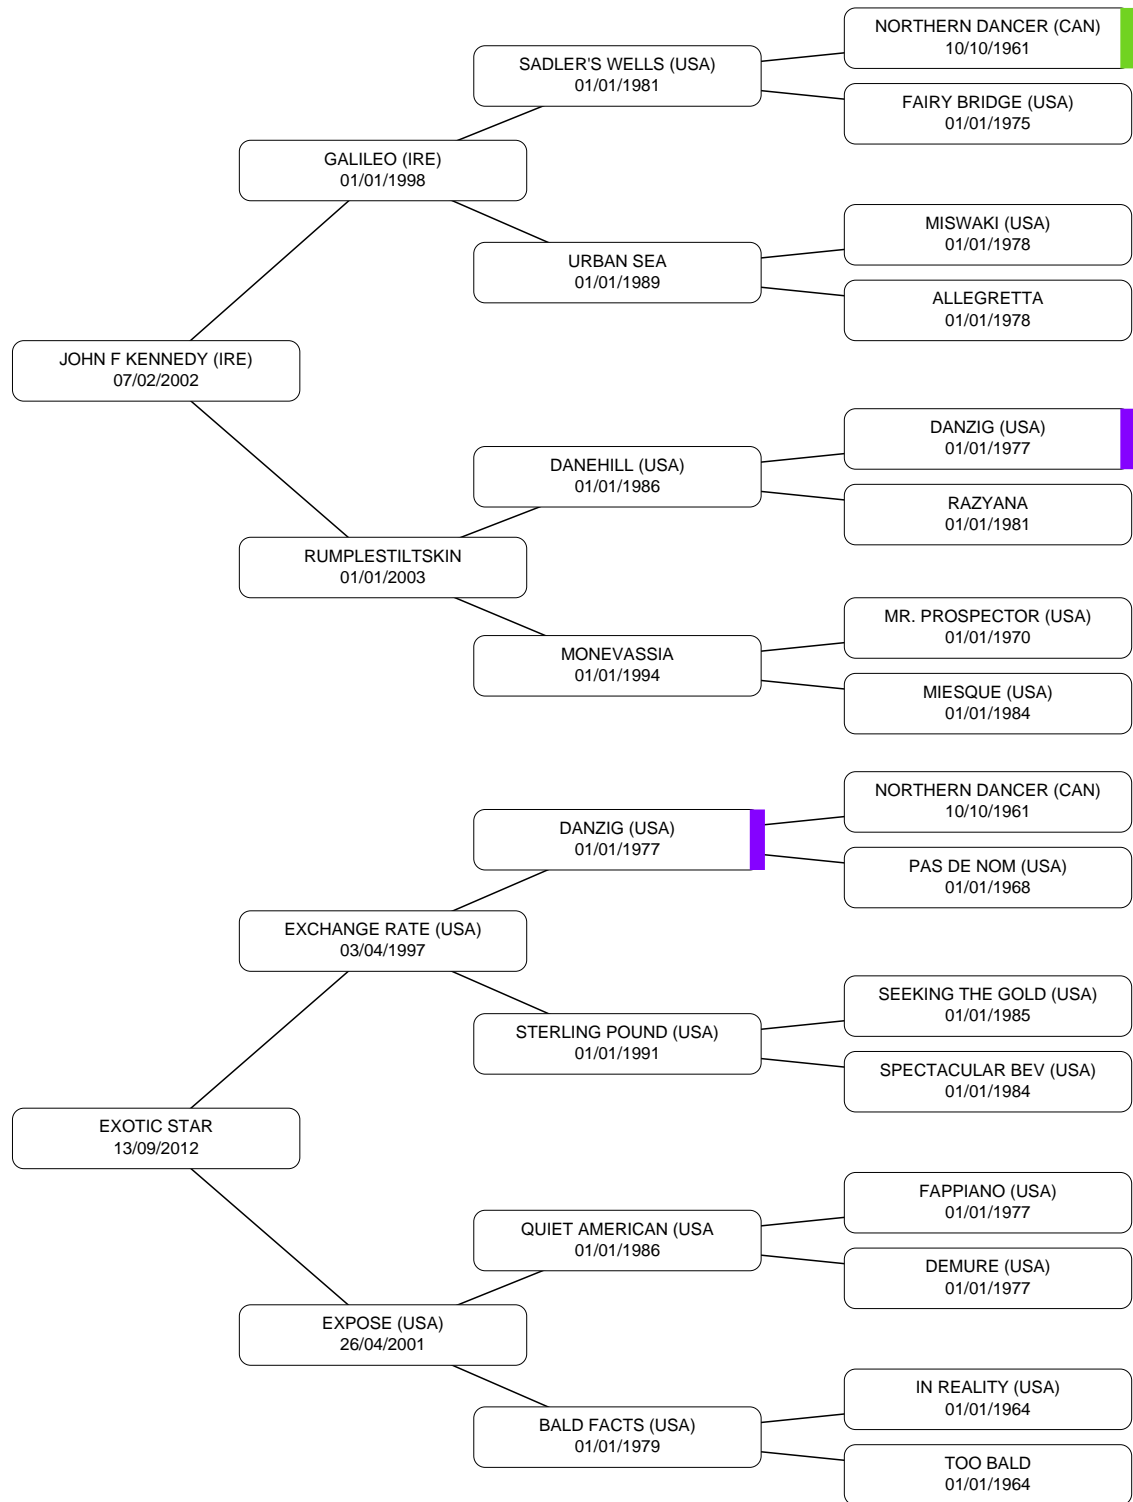 NORTHERN DANCER (CAN)
10/10/1961
SADLER'S WELLS (USA)
01/01/1981
FAIRY BRIDGE (USA)
01/01/1975
GALILEO (IRE)
01/01/1998
MISWAKI (USA)
01/01/1978
URBAN SEA
01/01/1989
ALLEGRETTA
01/01/1978
JOHN F KENNEDY (IRE)
07/02/2002
DANZIG (USA)
01/01/1977
DANEHILL (USA)
01/01/1986
RAZYANA
01/01/1981
RUMPLESTILTSKIN
01/01/2003
MR. PROSPECTOR (USA)
01/01/1970
MONEVASSIA
01/01/1994
MIESQUE (USA)
01/01/1984
NORTHERN DANCER (CAN)
10/10/1961
DANZIG (USA)
01/01/1977
PAS DE NOM (USA)
01/01/1968
EXCHANGE RATE (USA)
03/04/1997
SEEKING THE GOLD (USA)
01/01/1985
STERLING POUND (USA)
01/01/1991
SPECTACULAR BEV (USA)
01/01/1984
EXOTIC STAR
13/09/2012
FAPPIANO (USA)
01/01/1977
QUIET AMERICAN (USA
01/01/1986
DEMURE (USA)
01/01/1977
EXPOSE (USA)
26/04/2001
IN REALITY (USA)
01/01/1964
BALD FACTS (USA)
01/01/1979
TOO BALD
01/01/1964